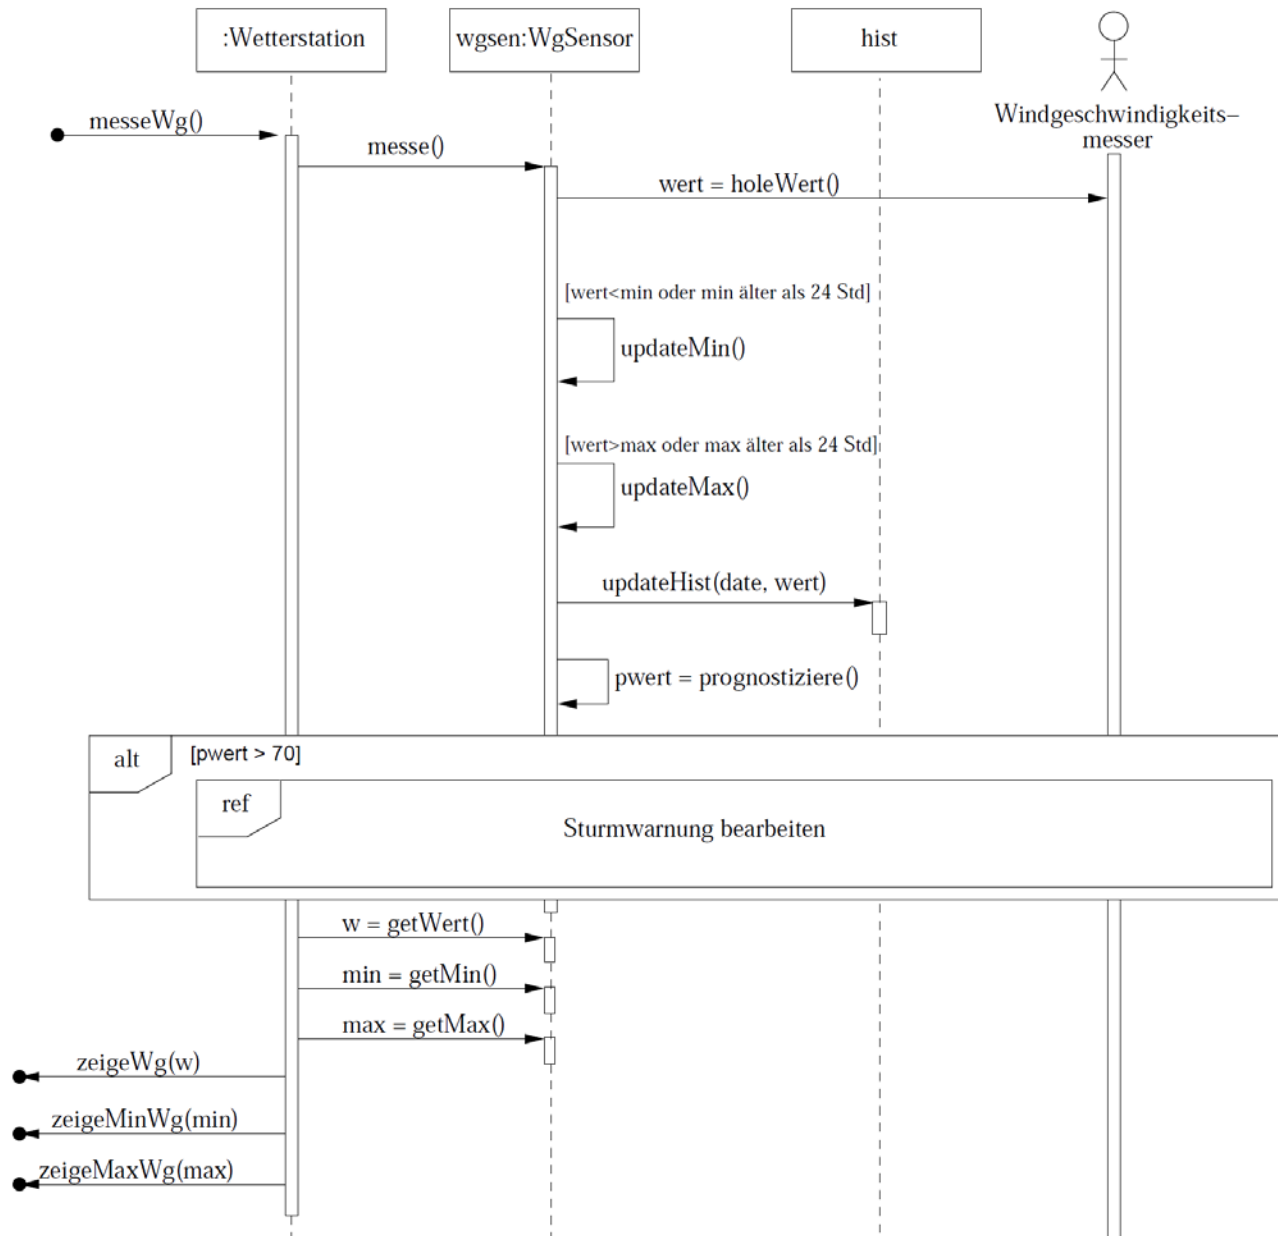 :Wetterstation
wgsen:WgSensor
hist
Windgeschwindigkeits–
messer
messeWg()
messe()
wert = holeWert()
[wert<min oder min älter als 24 Std]
updateMin()
[wert>max oder max älter als 24 Std]
updateMax()
updateHist(date, wert)
pwert = prognostiziere()
alt
[pwert > 70]
ref
Sturmwarnung bearbeiten
w = getWert()
min = getMin()
max = getMax()
zeigeWg(w)
zeigeMinWg(min)
zeigeMaxWg(max)